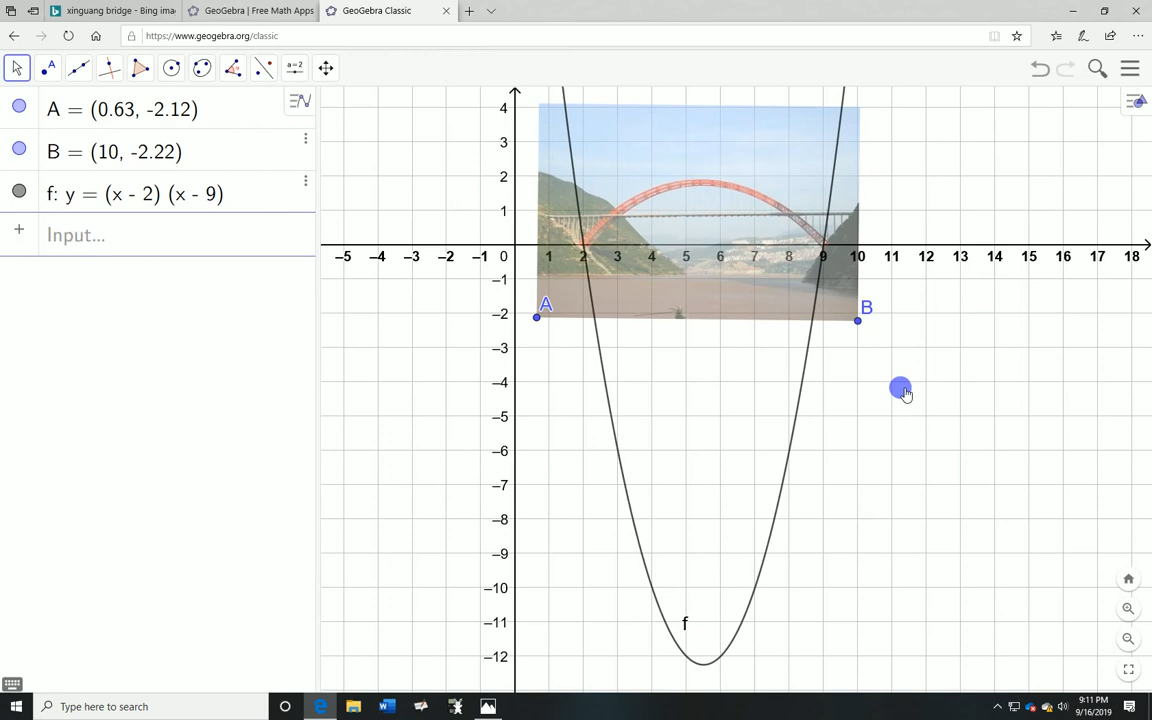 xinguang bridge - Bing ima
GeoGebra | Free Math Apps
GeoGebra Classic
https://www.geogebra.org/classic
a=2
A = (0.63, -2.12)
B = (10, -2.22)
f: y = (x - 2) (x - 9)
Input...
4
3
2
1
-5 -4 -3 -2 -1 0 1 2 3 4 5 6 7 8 9 10 11 12 13 14 15 16 17 18
-1
-2
-3
-4
-5
-6
-7
-8
-9
-10
-11
-12
A
B
f
Type here to search
9:11 PM
9/16/2019